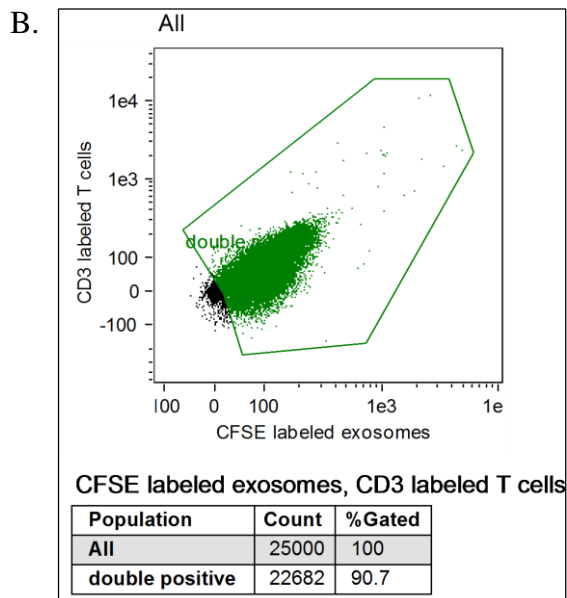 B.
All
1e4
1e3
double
100
0
-100
CD3 labeled T cells
100 0 100 1e3 1e
CFSE labeled exosomes
CFSE labeled exosomes, CD3 labeled T cells
Population Count %Gated
All 25000 100
double positive 22682 90.7